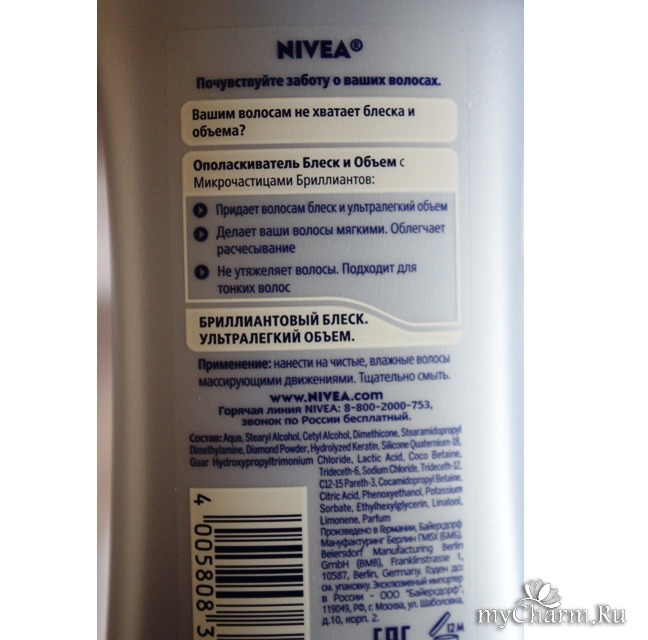 NIVEA®
Почувствуйте заботу о ваших волосах.
Вашим волосам не хватает блеска и
объема?
Ополаскиватель Блеск и Объем с
Микрочастицами Бриллиантов:
Придает волосам блеск и ультралегкий объем
Делает ваши волосы мягкими. Облегчает
расчесывание
Не утяжеляет волосы. Подходит для
тонких волос
БРИЛЛИАНТОВЫЙ БЛЕСК.
УЛЬТРАЛЕГКИЙ ОБЪЕМ.
Применение: нанести на чистые, влажные волосы
массирующими движениями. Тщательно смыть.
www.NIVEA.com
Горячая линия NIVEA: 8-800-2000-753,
звонок по России бесплатный.
Состав: Aqua, Stearyl Alcohol, Cetyl Alcohol, Dimethicone, Stearamidopropyl
Dimethylamine, Diamond Powder, Hydrolyzed Keratin, Silicone Quaternium-18,
Guar Hydroxypropyltrimonium Chloride, Lactic Acid, Coco Betaine,
Trideceth-6, Sodium Chloride, Trideceth-12,
C12-15 Pareth-3, Cocamidopropyl Betaine,
Citric Acid, Phenoxyethanol, Potassium
Sorbate, Ethylhexylglycerin, Linalool,
Limonene, Parfum
Произведено в Германии, Байерсдорф
Мануфактуринг Берлин ГМБХ (БМБ),
Beiersdorf Manufacturing Berlin
GmbH (BMB), Franklinstrasse 1,
10587, Berlin, Germany. Годен до:
см. упаковку. Эксклюзивный импортер
в России - ООО "Байерсдорф",
119049, РФ, г. Москва, ул. Шаболовка,
д.10, корп. 2.
4 005808 3
12 M
myCharm.Ru